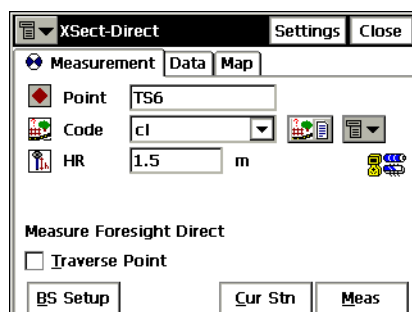 XSect-Direct Settings Close
Measurement Data Map
Point TS6
Code cl
HR 1.5 m
Measure Foresight Direct
Traverse Point
BS Setup Cur Stn Meas